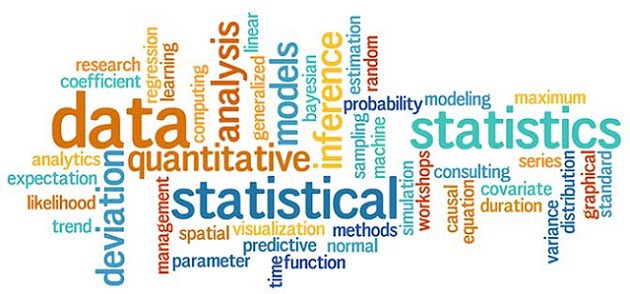 research
coefficient
regression
learning
computing
analysis
linear
generalized
models
bayesian
inference
estimation
random
probability
modeling
maximum
data
quantitative
sampling
machine
statistics
analytics
expectation
likelihood
trend
deviation
statistical
management
spatial
visualization
methods
predictive
normal
parameter
time
function
simulation
workshops
consulting
series
causal
equation
covariate
duration
variance
distribution
graphical
standard